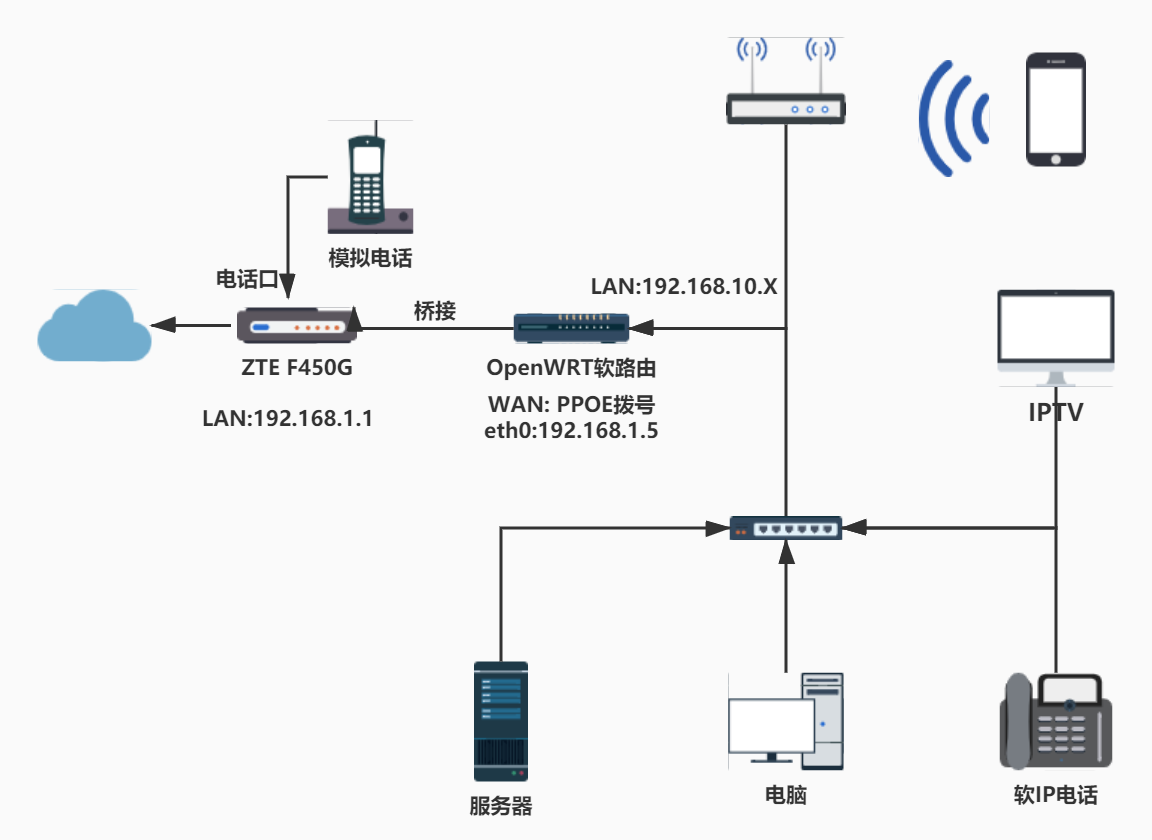 模拟电话
电话口
LAN:192.168.10.X
桥接
ZTE F450G
OpenWRT软路由
LAN:192.168.1.1
WAN: PPOE拨号
eth0:192.168.1.5
IPTV
服务器
电脑
软IP电话